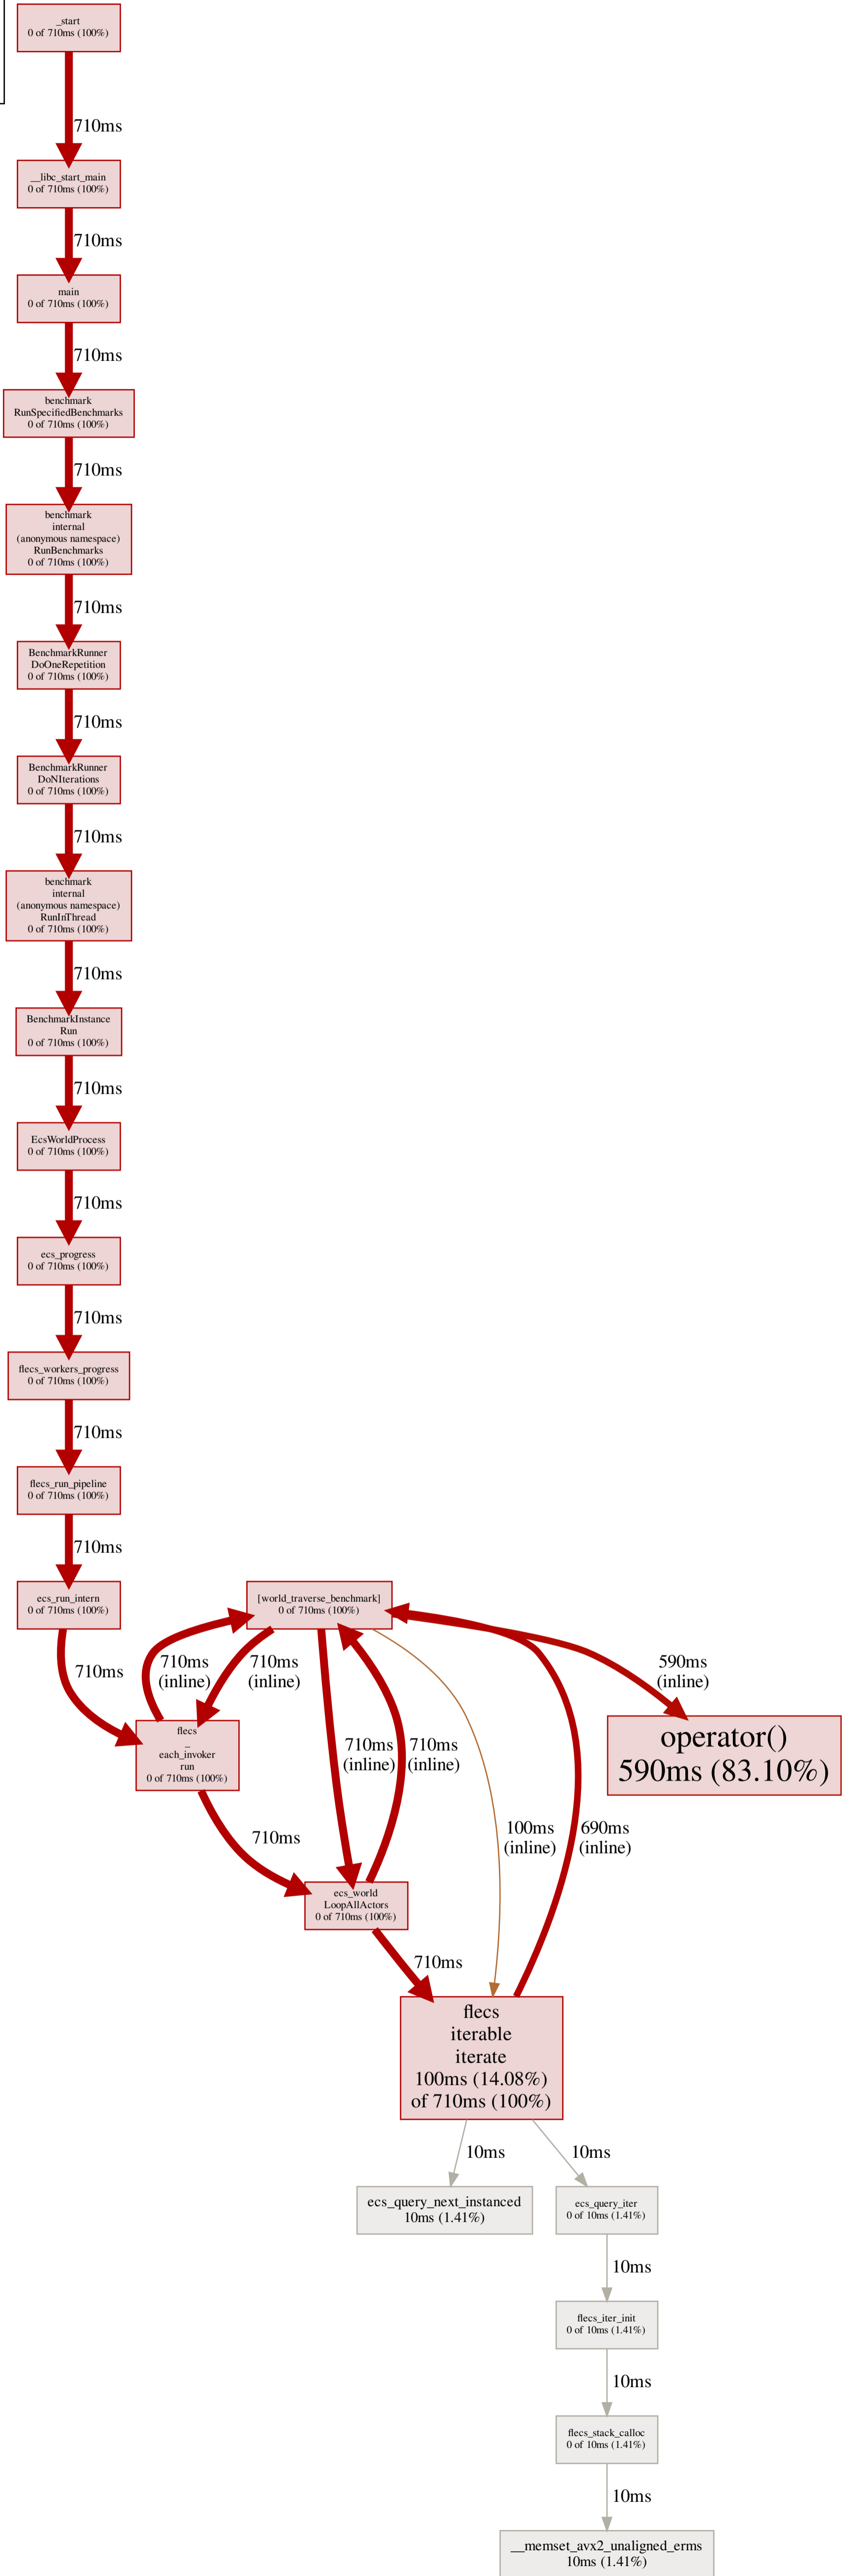 _start
0 of 710ms (100%)
710ms
__libc_start_main
0 of 710ms (100%)
710ms
main
0 of 710ms (100%)
710ms
benchmark
RunSpecifiedBenchmarks
0 of 710ms (100%)
710ms
benchmark
internal
(anonymous namespace)
RunBenchmarks
0 of 710ms (100%)
710ms
BenchmarkRunner
DoOneRepetition
0 of 710ms (100%)
710ms
BenchmarkRunner
DoNIterations
0 of 710ms (100%)
710ms
benchmark
internal
(anonymous namespace)
RunInThread
0 of 710ms (100%)
710ms
BenchmarkInstance
Run
0 of 710ms (100%)
710ms
EcsWorldProcess
0 of 710ms (100%)
710ms
ecs_progress
0 of 710ms (100%)
710ms
flecs_workers_progress
0 of 710ms (100%)
710ms
flecs_run_pipeline
0 of 710ms (100%)
710ms
ecs_run_intern
0 of 710ms (100%)
[world_traverse_benchmark]
0 of 710ms (100%)
710ms
710ms
(inline)
710ms
(inline)
590ms
(inline)
flecs
_
each_invoker
run
0 of 710ms (100%)
710ms
(inline)
710ms
(inline)
operator()
590ms (83.10%)
710ms
100ms
(inline)
690ms
(inline)
ecs_world
LoopAllActors
0 of 710ms (100%)
710ms
flecs
iterable
iterate
100ms (14.08%)
of 710ms (100%)
10ms
10ms
ecs_query_next_instanced
10ms (1.41%)
ecs_query_iter
0 of 10ms (1.41%)
10ms
flecs_iter_init
0 of 10ms (1.41%)
10ms
flecs_stack_calloc
0 of 10ms (1.41%)
10ms
__memset_avx2_unaligned_erms
10ms (1.41%)